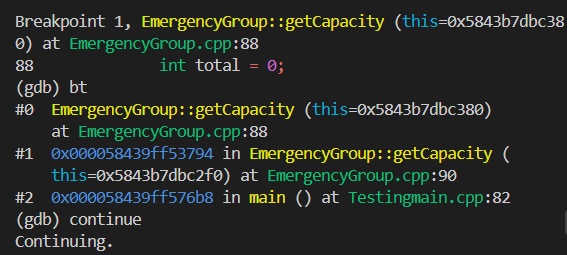 Breakpoint 1, EmergencyGroup::getCapacity (this=0x5843b7dbc38
0) at EmergencyGroup.cpp:88
88              int total = 0;
(gdb) bt
#0  EmergencyGroup::getCapacity (this=0x5843b7dbc380)
    at EmergencyGroup.cpp:88
#1  0x000058439ff53794 in EmergencyGroup::getCapacity (
    this=0x5843b7dbc2f0) at EmergencyGroup.cpp:90
#2  0x000058439ff576b8 in main () at Testingmain.cpp:82
(gdb) continue
Continuing.